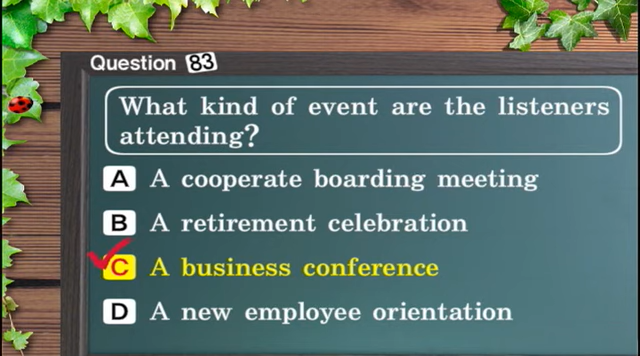 Question 83
What kind of event are the listeners
attending?
A A cooperate boarding meeting
B A retirement celebration
C A business conference
D A new employee orientation